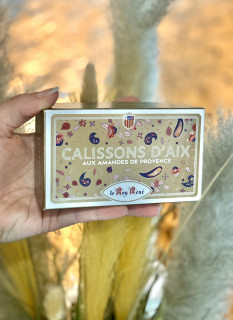 CALISSONS D'AIX
AUX AMANDES DE PROVENCE
le Roy René